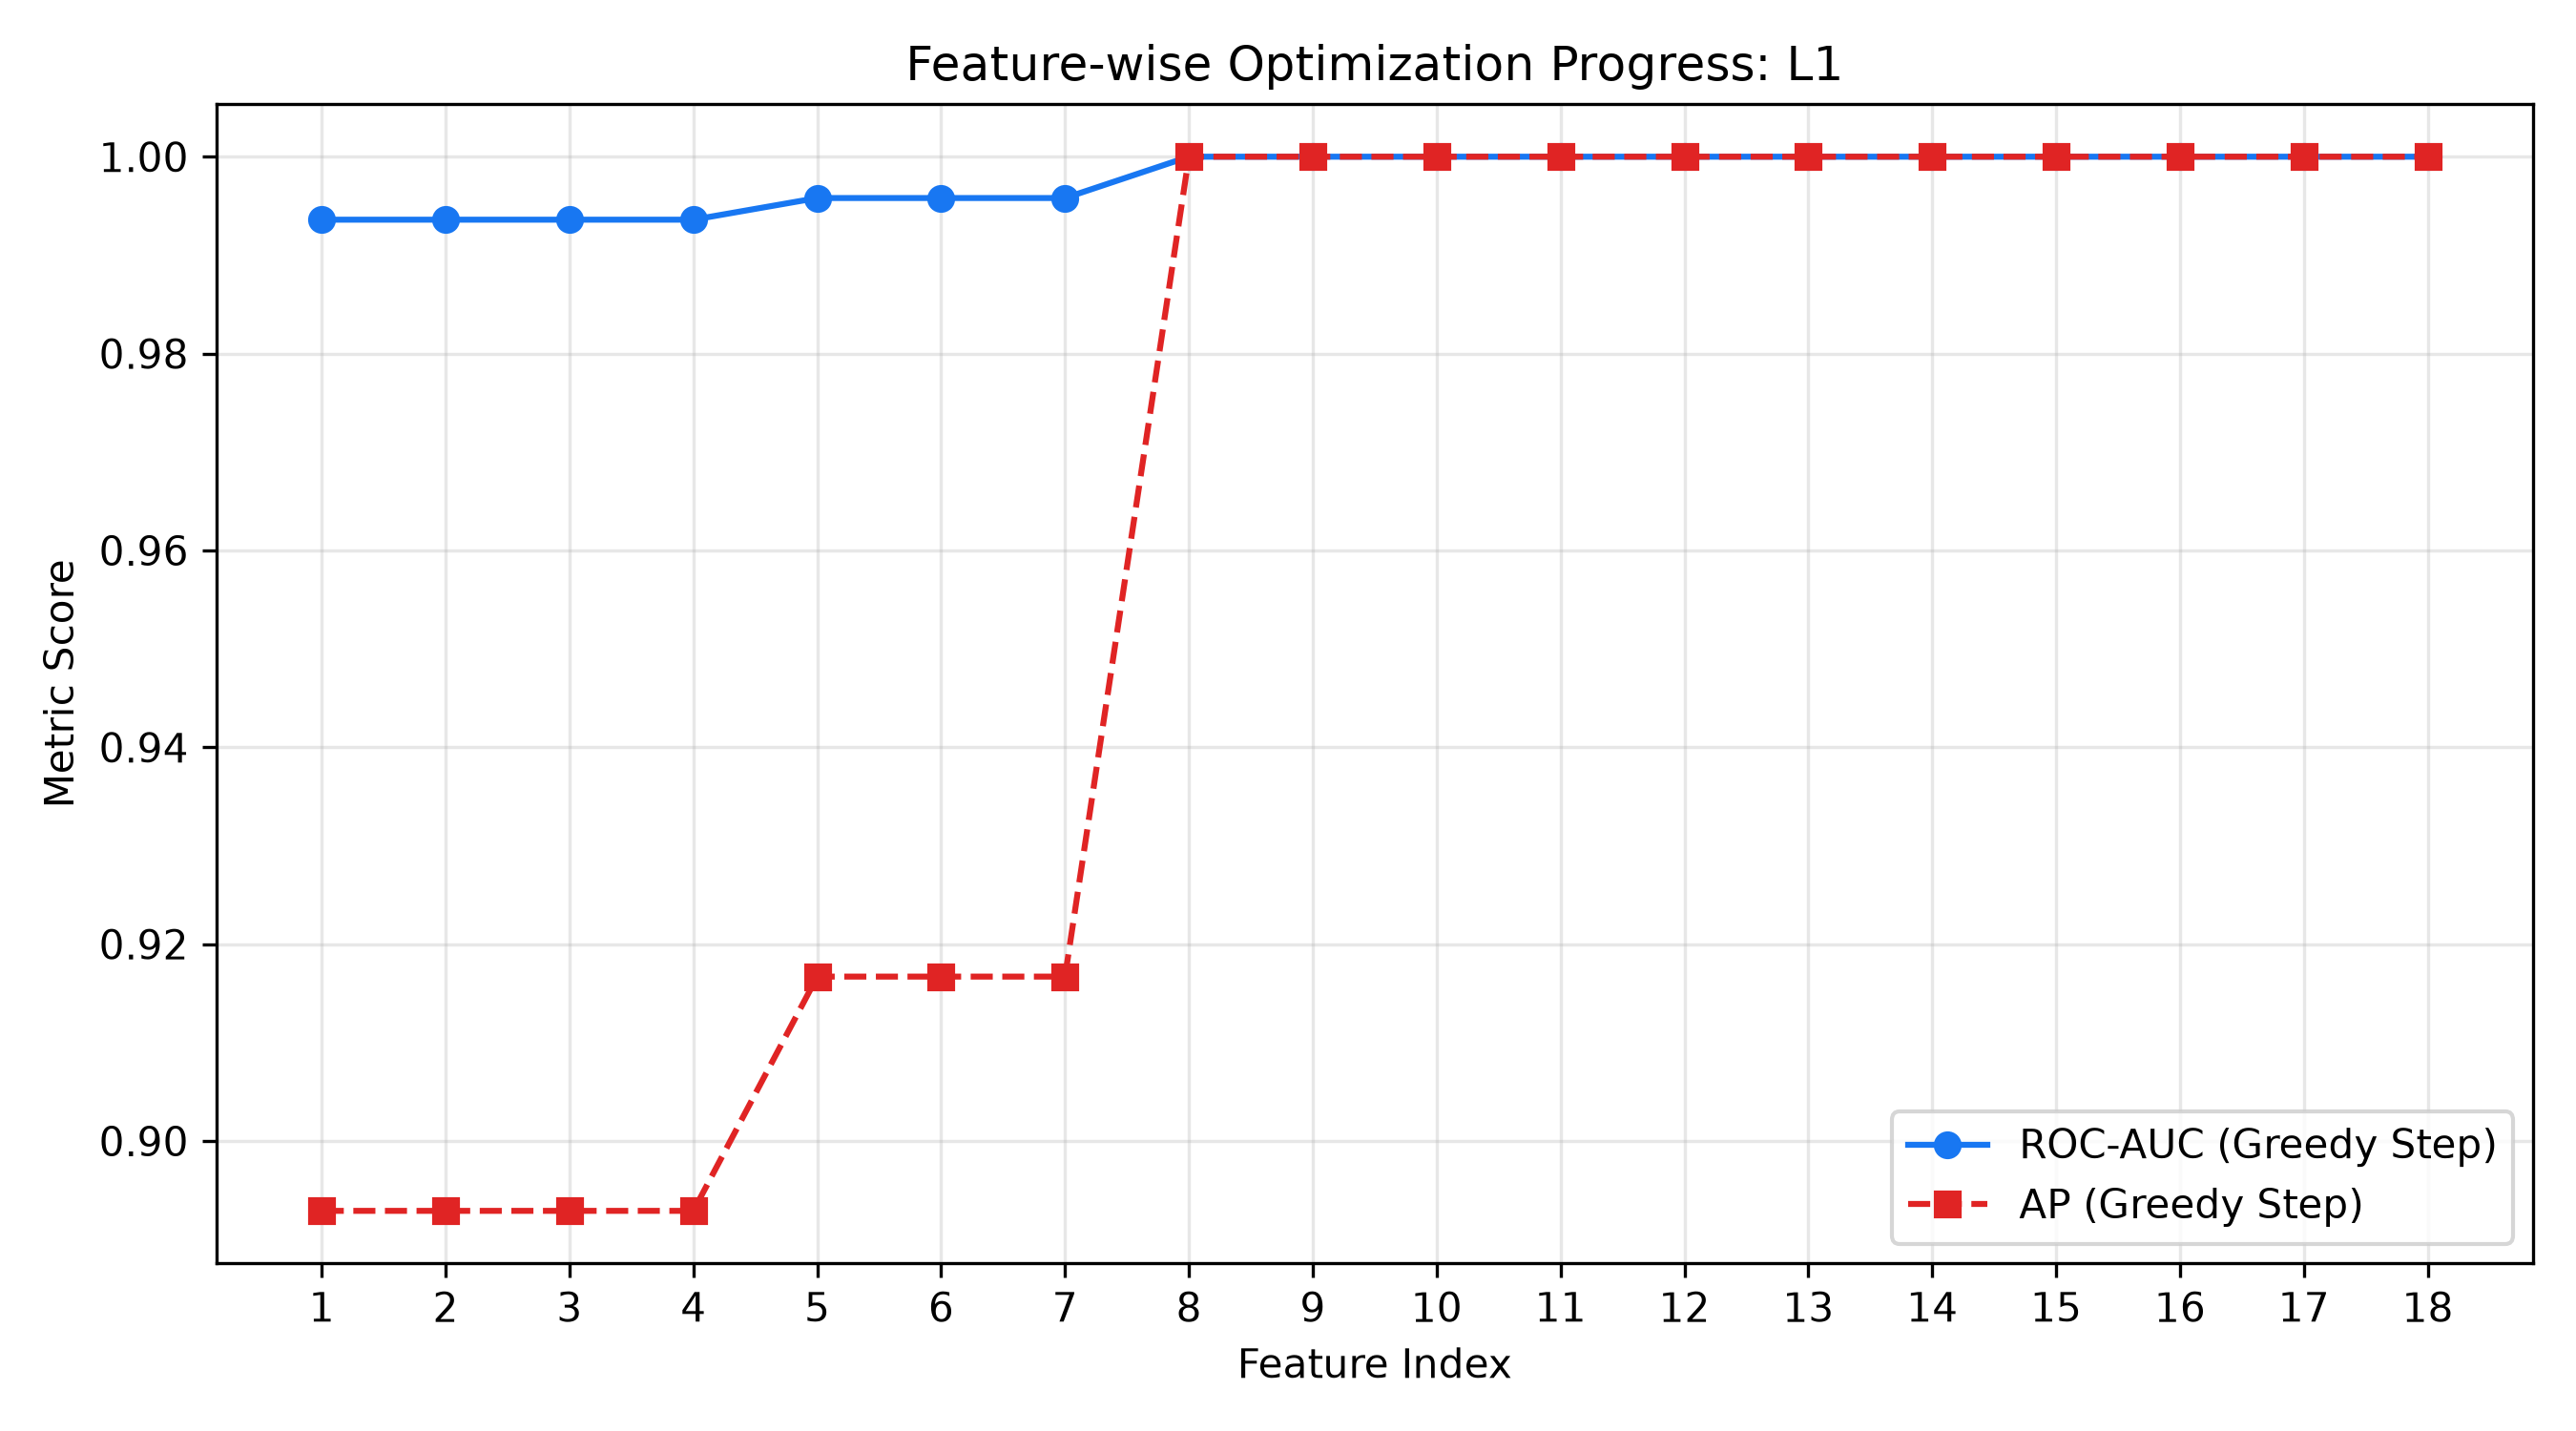 Feature-wise Optimization Progress: L1
1.00
0.98
0.96
0.94
0.92
0.90
Metric Score
1 2 3 4 5 6 7 8 9 10 11 12 13 14 15 16 17 18
Feature Index
ROC-AUC (Greedy Step)
AP (Greedy Step)